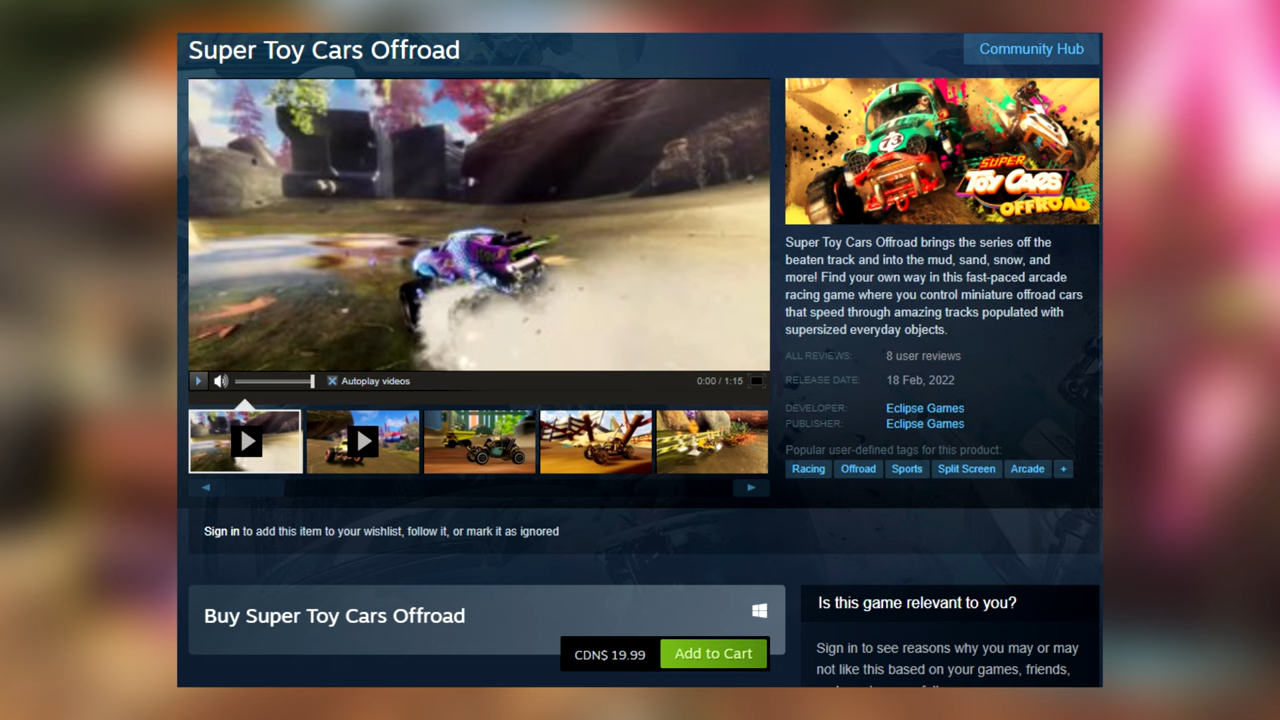 Super Toy Cars Offroad
Community Hub
SUPER
TOY CARS
OFFROAD
Super Toy Cars Offroad brings the series off the
beaten track and into the mud, sand, snow, and
more! Find your own way in this fast-paced arcade
racing game where you control miniature offroad cars
that speed through amazing tracks populated with
supersized everyday objects.
ALL REVIEWS: 8 user reviews
RELEASE DATE: 18 Feb, 2022
DEVELOPER: Eclipse Games
PUBLISHER: Eclipse Games
Popular user-defined tags for this product:
Racing Offroad Sports Split Screen Arcade +
Autoplay videos 0:00 / 1:15
Sign in to add this item to your wishlist, follow it, or mark it as ignored
Buy Super Toy Cars Offroad
CDN$ 19.99 Add to Cart
Is this game relevant to you?
Sign in to see reasons why you may or may
not like this based on your games, friends,